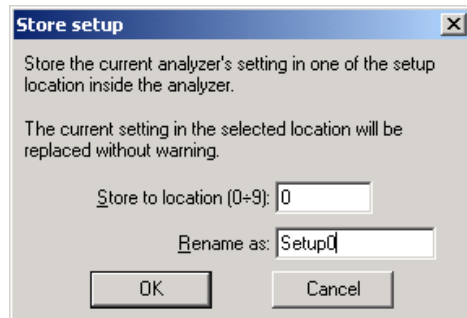 Store setup
Store the current analyzer's setting in one of the setup
location inside the analyzer.
The current setting in the selected location will be
replaced without warning.
Store to location (0÷9): 0
Rename as: Setup0
OK Cancel